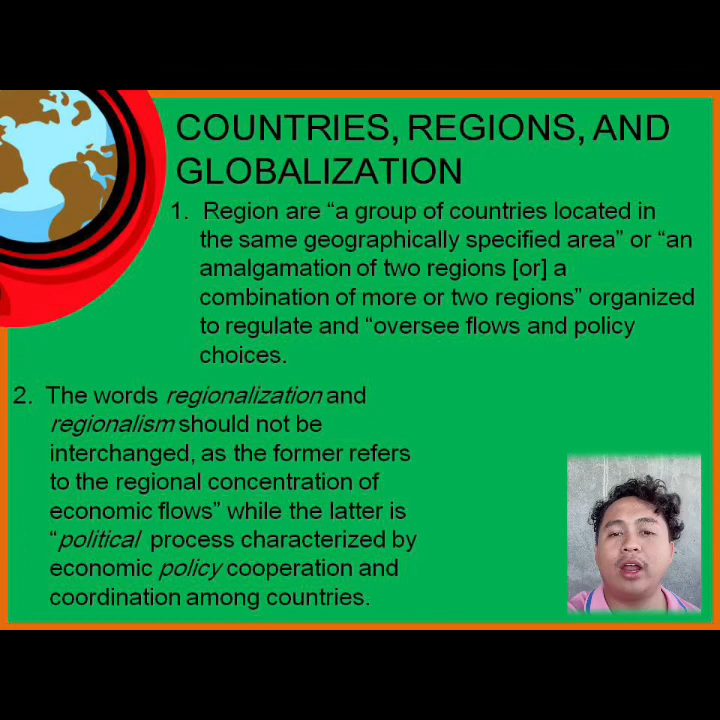 COUNTRIES, REGIONS, AND
GLOBALIZATION
1. Region are “a group of countries located in
the same geographically specified area” or “an
amalgamation of two regions [or] a
combination of more or two regions” organized
to regulate and “oversee flows and policy
choices.
2. The words regionalization and
regionalism should not be
interchanged, as the former refers
to the regional concentration of
economic flows” while the latter is
“political process characterized by
economic policy cooperation and
coordination among countries.